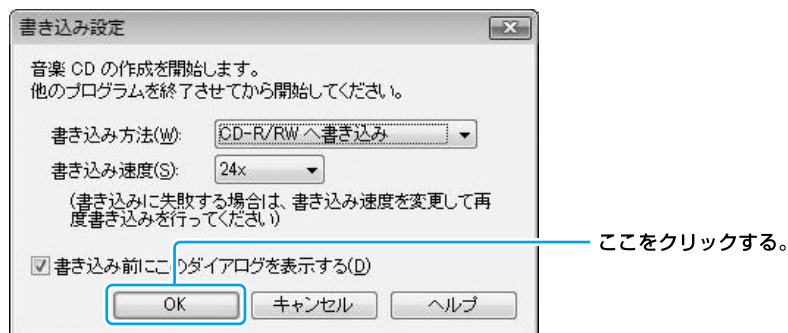 書き込み設定
音楽 CD の作成を開始します。
他のプログラムを終了させてから開始してください。
書き込み方法(W): CD-R/RW へ書き込み
書き込み速度(S): 24x
(書き込みに失敗する場合は、書き込み速度を変更して再
度書き込みを行ってください)
ここをクリックする。
書き込み前にこのダイアログを表示する(D)
OK キャンセル ヘルプ